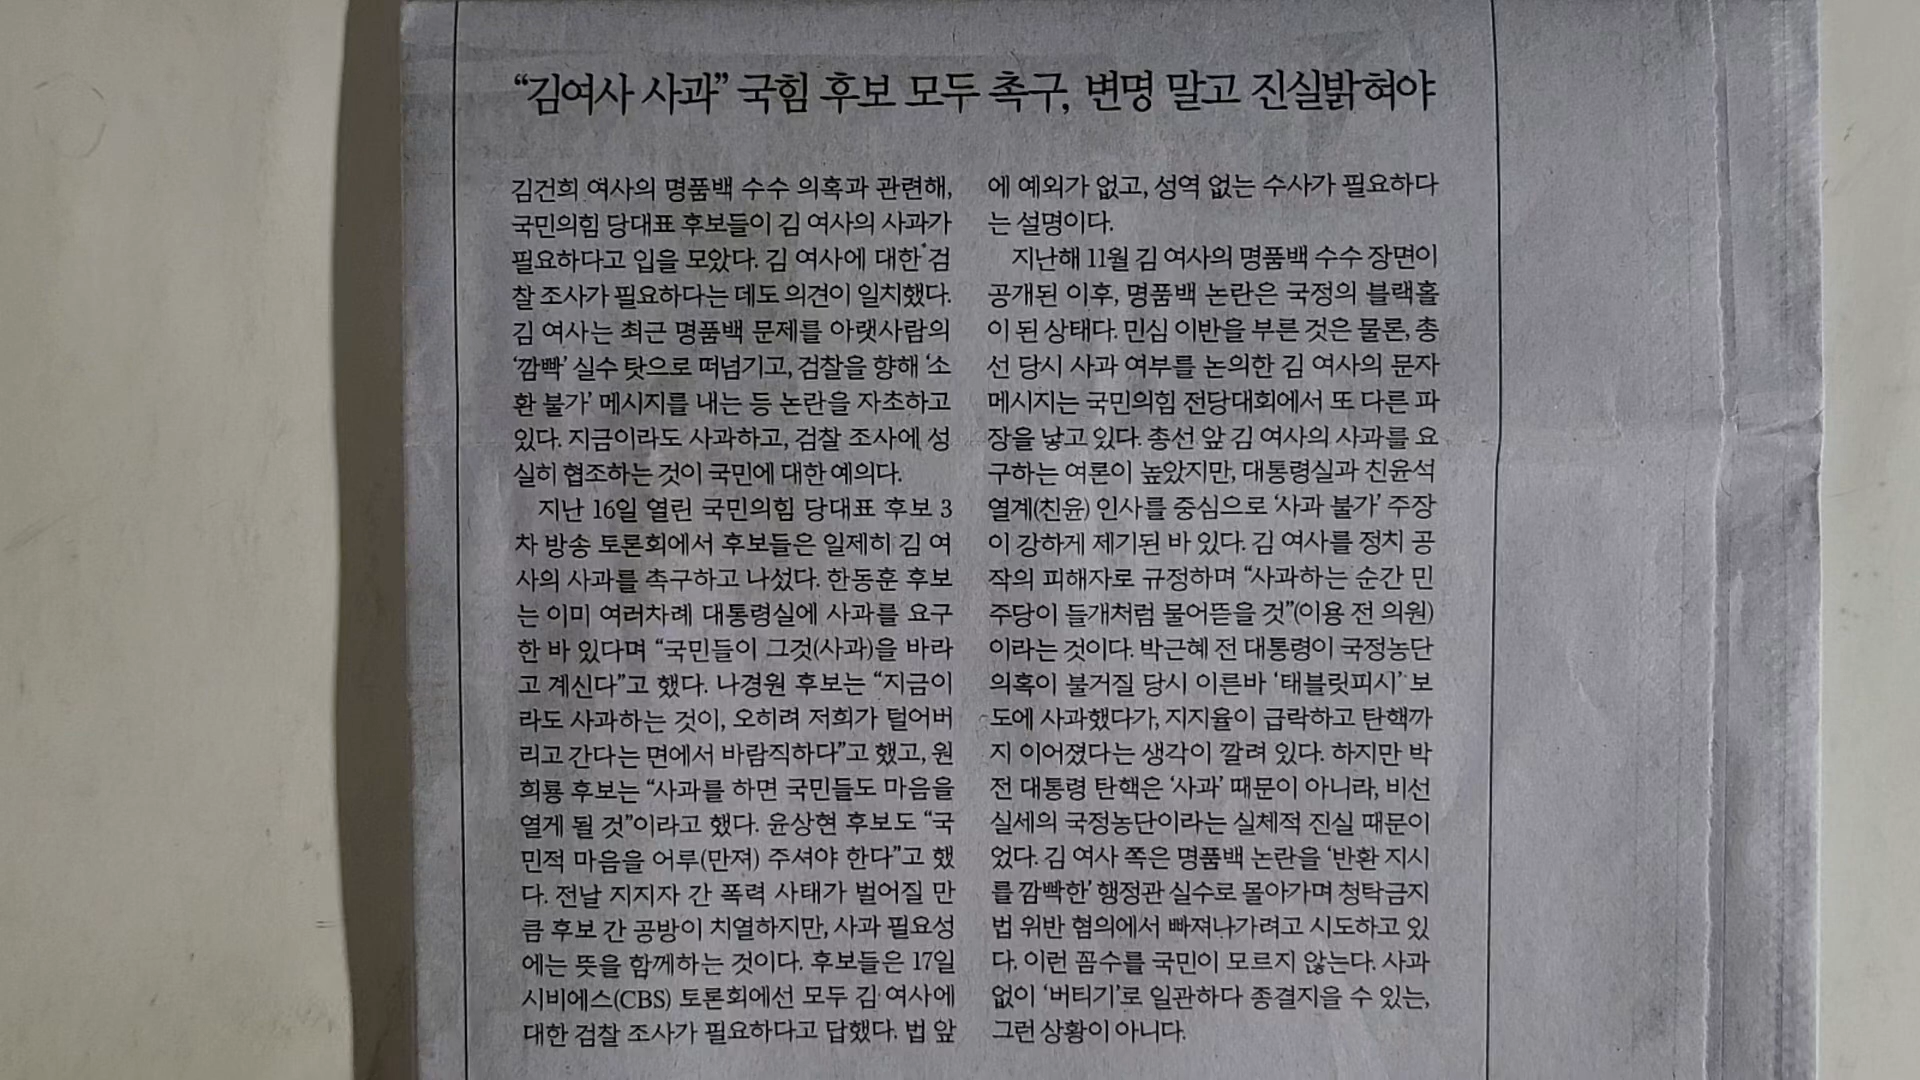 “김여사 사과” 국힘 후보 모두 촉구, 변명 말고 진실밝혀야
김건희 여사의 명품백 수수 의혹과 관련해,
국민의힘 당대표 후보들이 김 여사의 사과가
필요하다고 입을 모았다. 김 여사에 대한 검
찰 조사가 필요하다는 데도 의견이 일치했다.
김 여사는 최근 명품백 문제를 아랫사람의
‘깜빡’ 실수 탓으로 떠넘기고, 검찰을 향해 ‘소
환 불가’ 메시지를 내는 등 논란을 자초하고
있다. 지금이라도 사과하고, 검찰 조사에 성
실히 협조하는 것이 국민에 대한 예의다.
지난 16일 열린 국민의힘 당대표 후보 3
차 방송 토론회에서 후보들은 일제히 김 여
사의 사과를 촉구하고 나섰다. 한동훈 후보
는 이미 여러차례 대통령실에 사과를 요구
한 바 있다며 “국민들이 그것(사과)을 바라
고 계신다”고 했다. 나경원 후보는 “지금이
라도 사과하는 것이, 오히려 저희가 털어버
리고 간다는 면에서 바람직하다”고 했고, 원
희룡 후보는 “사과를 하면 국민들도 마음을
열게 될 것”이라고 했다. 윤상현 후보도 “국
민적 마음을 어루(만져) 주셔야 한다”고 했
다. 전날 지지자 간 폭력 사태가 벌어질 만
큼 후보 간 공방이 치열하지만, 사과 필요성
에는 뜻을 함께하는 것이다. 후보들은 17일
시비에스(CBS) 토론회에선 모두 김 여사에
대한 검찰 조사가 필요하다고 답했다. 법 앞
에 예외가 없고, 성역 없는 수사가 필요하다
는 설명이다.
지난해 11월 김 여사의 명품백 수수 장면이
공개된 이후, 명품백 논란은 국정의 블랙홀
이 된 상태다. 민심 이반을 부른 것은 물론, 총
선 당시 사과 여부를 논의한 김 여사의 문자
메시지는 국민의힘 전당대회에서 또 다른 파
장을 낳고 있다. 총선 앞 김 여사의 사과를 요
구하는 여론이 높았지만, 대통령실과 친윤석
열계(친윤) 인사를 중심으로 ‘사과 불가’ 주장
이 강하게 제기된 바 있다. 김 여사를 정치 공
작의 피해자로 규정하며 “사과하는 순간 민
주당이 들개처럼 물어뜯을 것”(이용 전 의원)
이라는 것이다. 박근혜 전 대통령이 국정농단
의혹이 불거질 당시 이른바 ‘태블릿피시’ 보
도에 사과했다가, 지지율이 급락하고 탄핵까
지 이어졌다는 생각이 깔려 있다. 하지만 박
전 대통령 탄핵은 ‘사과’ 때문이 아니라, 비선
실세의 국정농단이라는 실체적 진실 때문이
었다. 김 여사 쪽은 명품백 논란을 ‘반환 지시
를 깜빡한’ 행정관 실수로 몰아가며 청탁금지
법 위반 혐의에서 빠져나가려고 시도하고 있
다. 이런 꼼수를 국민이 모르지 않는다. 사과
없이 ‘버티기’로 일관하다 종결지을 수 있는,
그런 상황이 아니다.